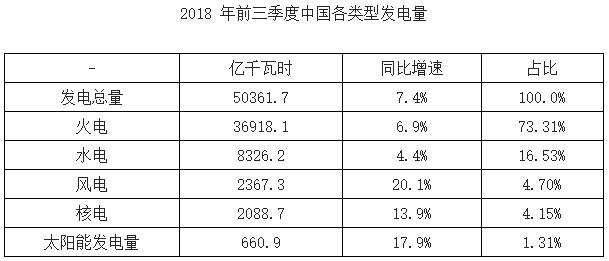 2018 年前三季度中国各类型发电量
- 亿千瓦时 同比增速 占比
发电总量 50361.7 7.4% 100.0%
火电 36918.1 6.9% 73.31%
水电 8326.2 4.4% 16.53%
风电 2367.3 20.1% 4.70%
核电 2088.7 13.9% 4.15%
太阳能发电量 660.9 17.9% 1.31%